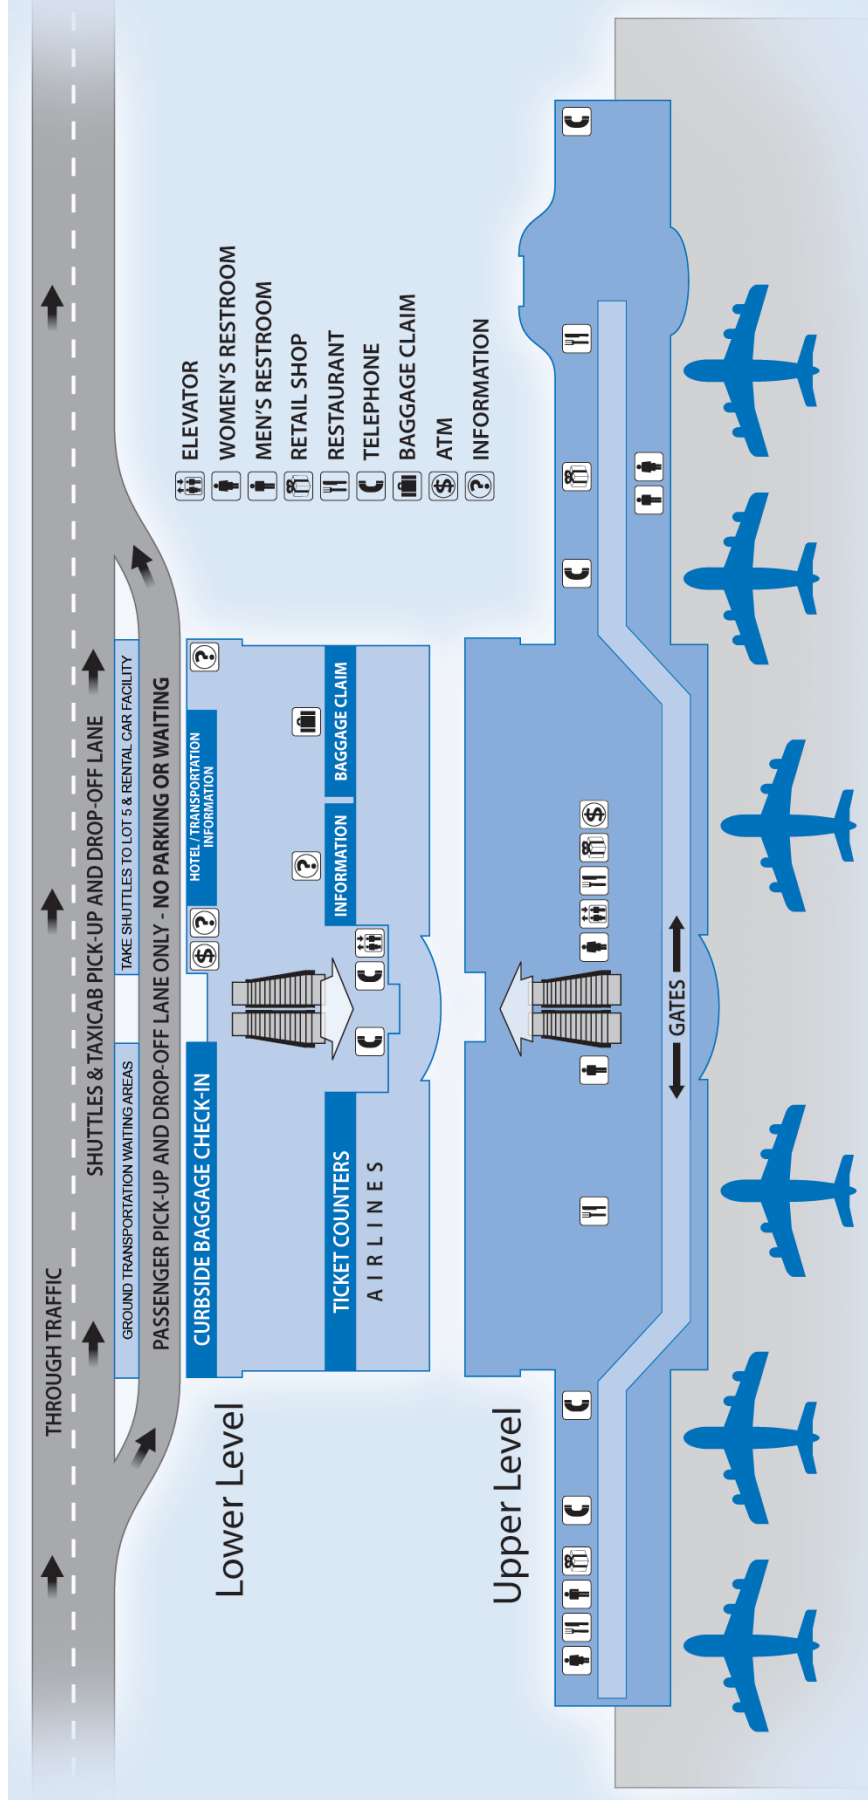 THROUGH TRAFFIC
SHUTTLES & TAXICAB PICK-UP AND DROP-OFF LANE
GROUND TRANSPORTATION WAITING AREAS
TAKE SHUTTLES TO LOT 5 & RENTAL CAR FACILITY
PASSENGER PICK-UP AND DROP-OFF LANE ONLY - NO PARKING OR WAITING
CURBSIDE BAGGAGE CHECK-IN
HOTEL / TRANSPORTATION
INFORMATION
TICKET COUNTERS
AIRLINES
INFORMATION
BAGGAGE CLAIM
Lower Level
ELEVATOR
WOMEN'S RESTROOM
MEN'S RESTROOM
RETAIL SHOP
RESTAURANT
TELEPHONE
BAGGAGE CLAIM
ATM
INFORMATION
Upper Level
GATES